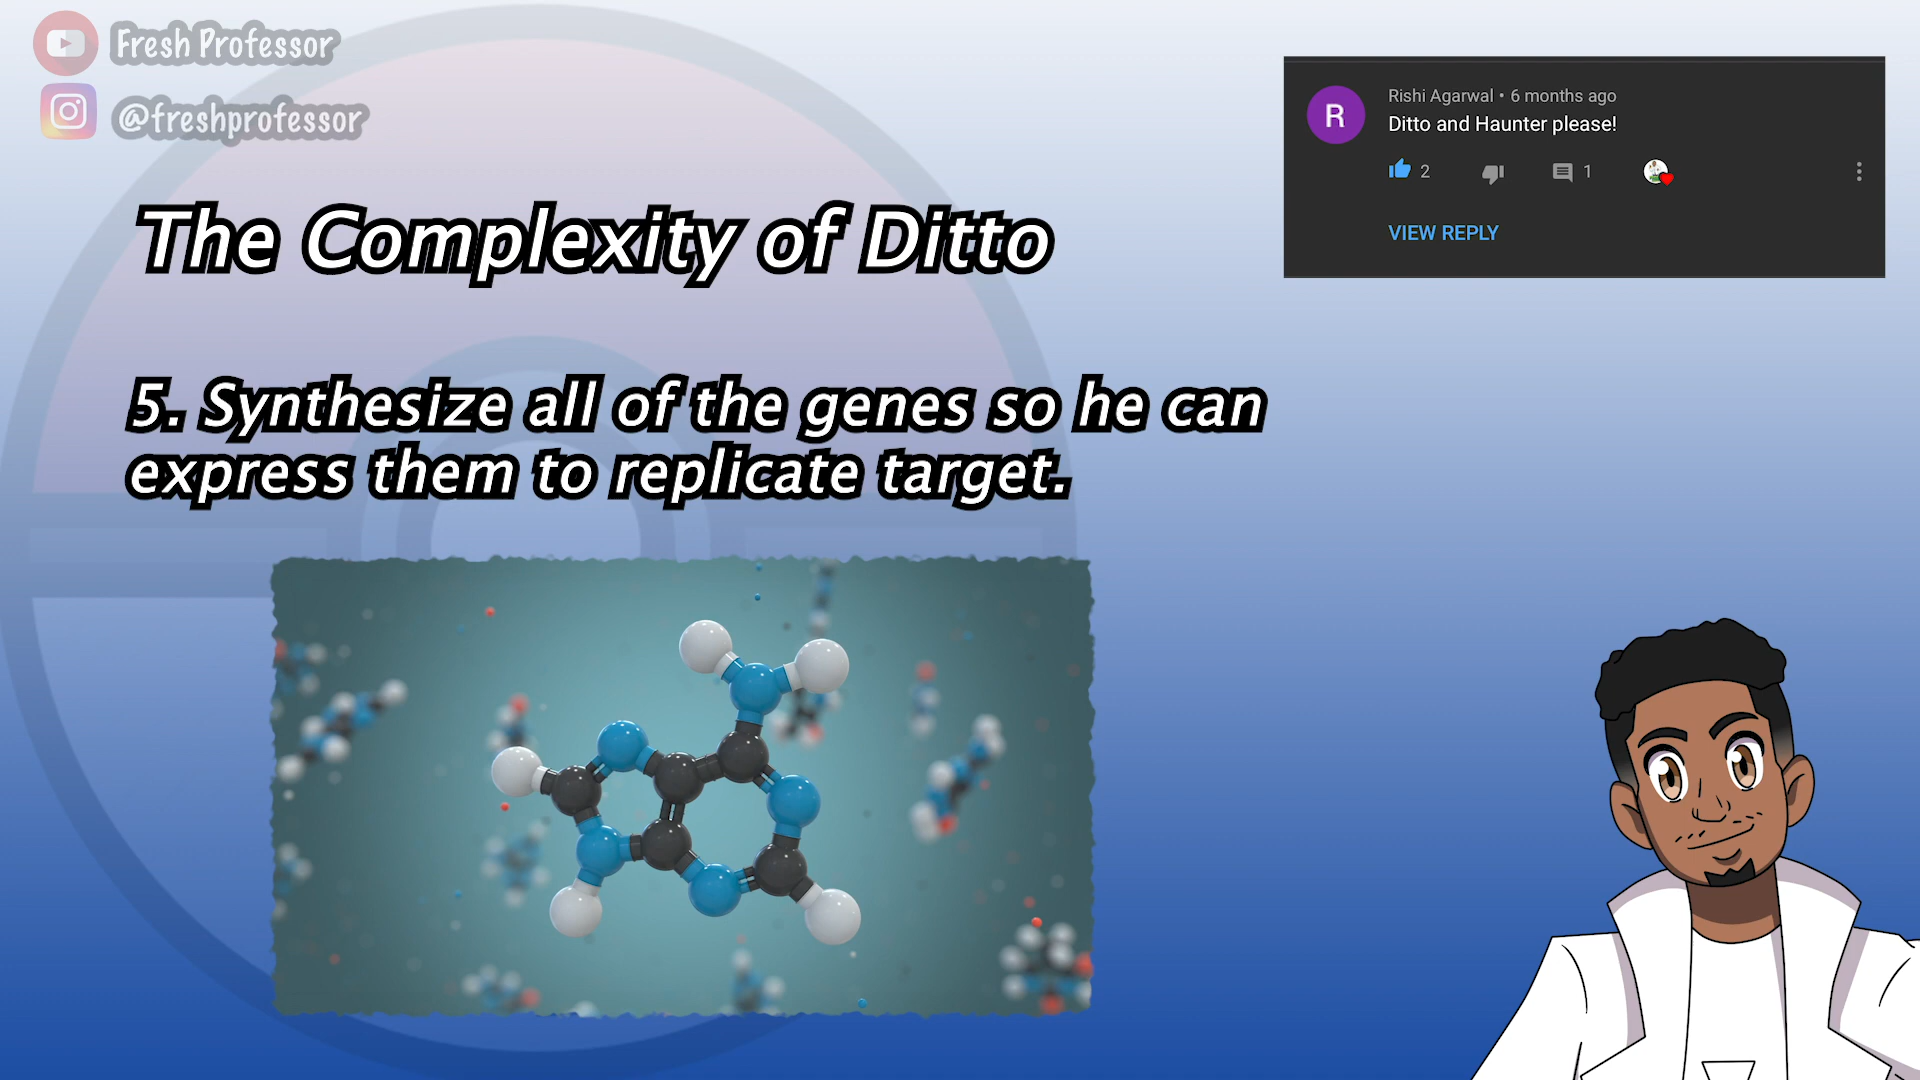 Fresh Professor
@freshprofessor
R
Rishi Agarwal • 6 months ago
Ditto and Haunter please!
2
1
VIEW REPLY
The Complexity of Ditto
5. Synthesize all of the genes so he can
express them to replicate target.